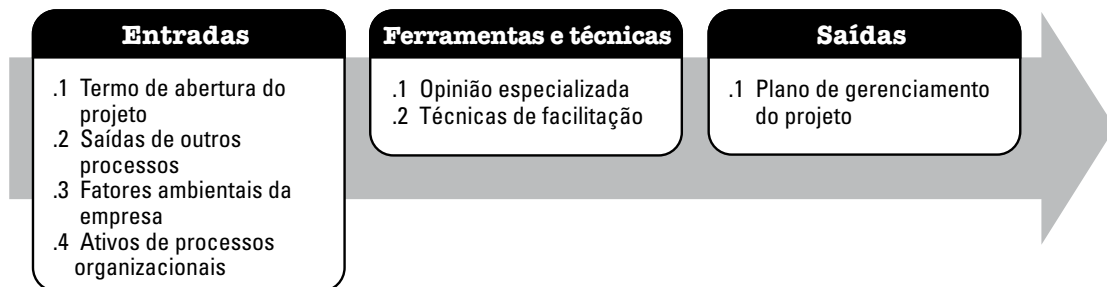 Entradas
.1 Termo de abertura do
projeto
.2 Saídas de outros
processos
.3 Fatores ambientais da
empresa
.4 Ativos de processos
organizacionais
Ferramentas e técnicas
.1 Opinião especializada
.2 Técnicas de facilitação
Saídas
.1 Plano de gerenciamento
do projeto